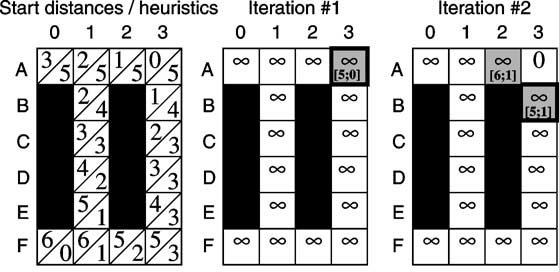 Start distances / heuristics Iteration #1 Iteration #2
0 1 2 3 0 1 2 3 0 1 2 3
A 3/5 2/5 1/5 0/5 A ∞ ∞ ∞ ∞ A ∞ ∞ ∞ 0
[5;0] [6;1]
B 2/4 1/4 B ∞ ∞ B ∞ ∞
[5;1]
C 3/3 2/3 C ∞ ∞ C ∞ ∞
D 4/2 3/3 D ∞ ∞ D ∞ ∞
E 5/1 4/3 E ∞ ∞ E ∞ ∞
F 6/0 6/1 5/2 5/3 F ∞ ∞ ∞ ∞ F ∞ ∞ ∞ ∞